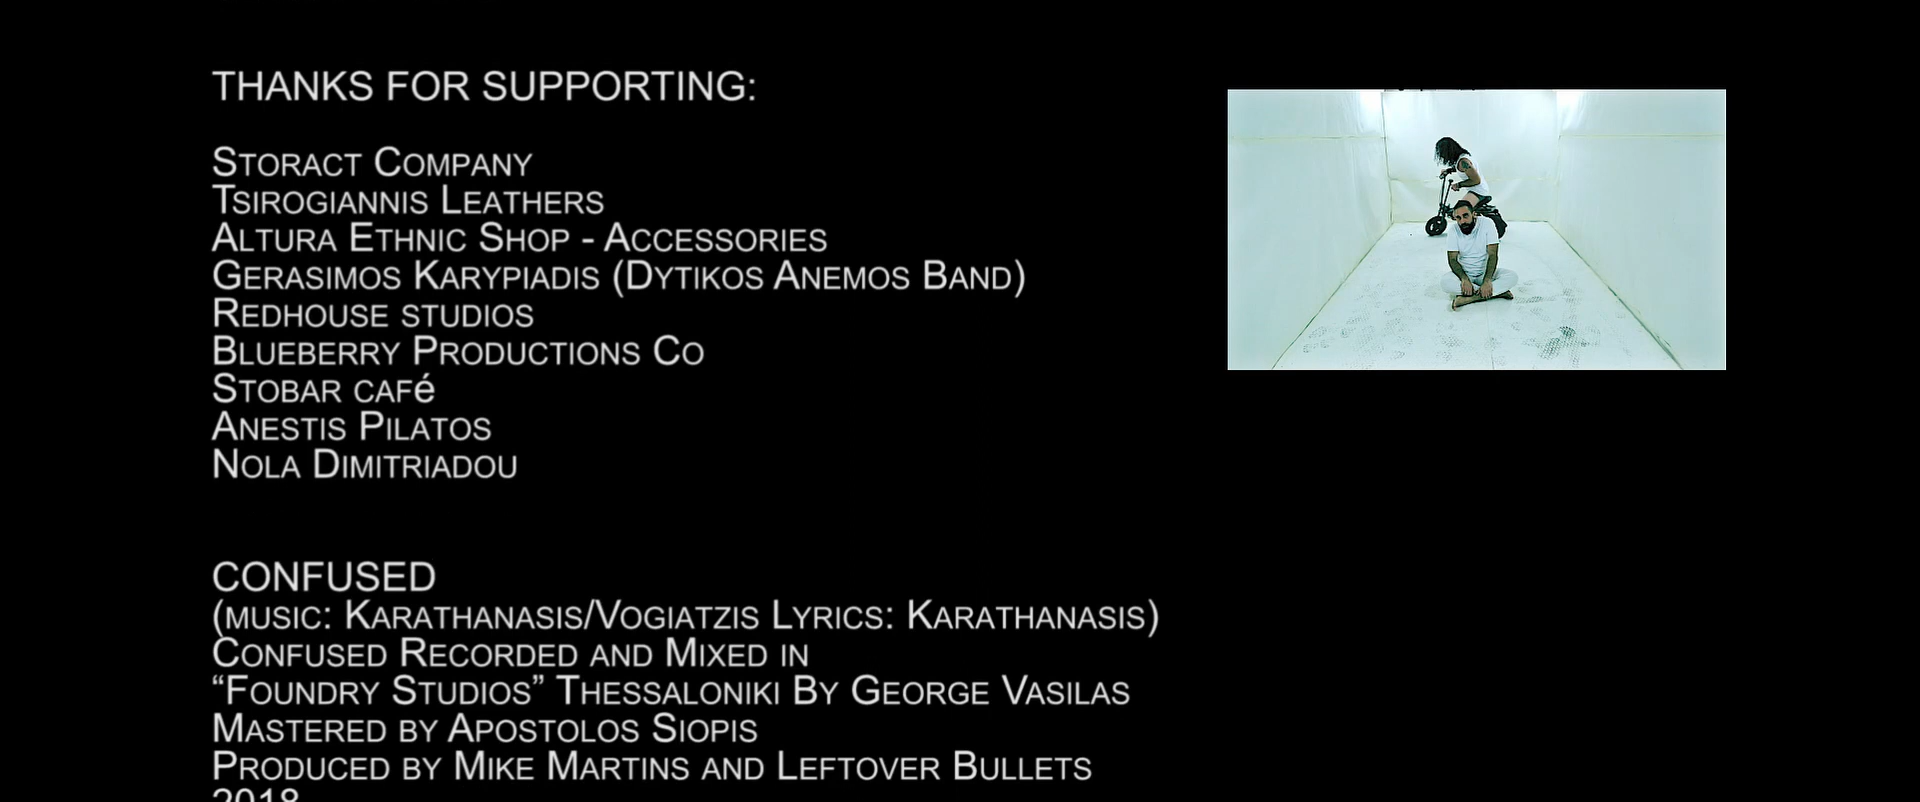 THANKS FOR SUPPORTING:
STORACT COMPANY
TSIROGIANNIS LEATHERS
ALTURA ETHNIC SHOP - ACCESSORIES
GERASIMOS KARYPIADIS (DYTIKOS ANEMOS BAND)
REDHOUSE STUDIOS
BLUEBERRY PRODUCTIONS CO
STOBAR CAFé
ANESTIS PILATOS
NOLA DIMITRIADOU
CONFUSED
(MUSIC: KARATHANASIS/VOGIATZIS LYRICS: KARATHANASIS)
CONFUSED RECORDED AND MIXED IN
“FOUNDRY STUDIOS” THESSALONIKI BY GEORGE VASILAS
MASTERED BY APOSTOLOS SIOPIS
PRODUCED BY MIKE MARTINS AND LEFTOVER BULLETS
2018